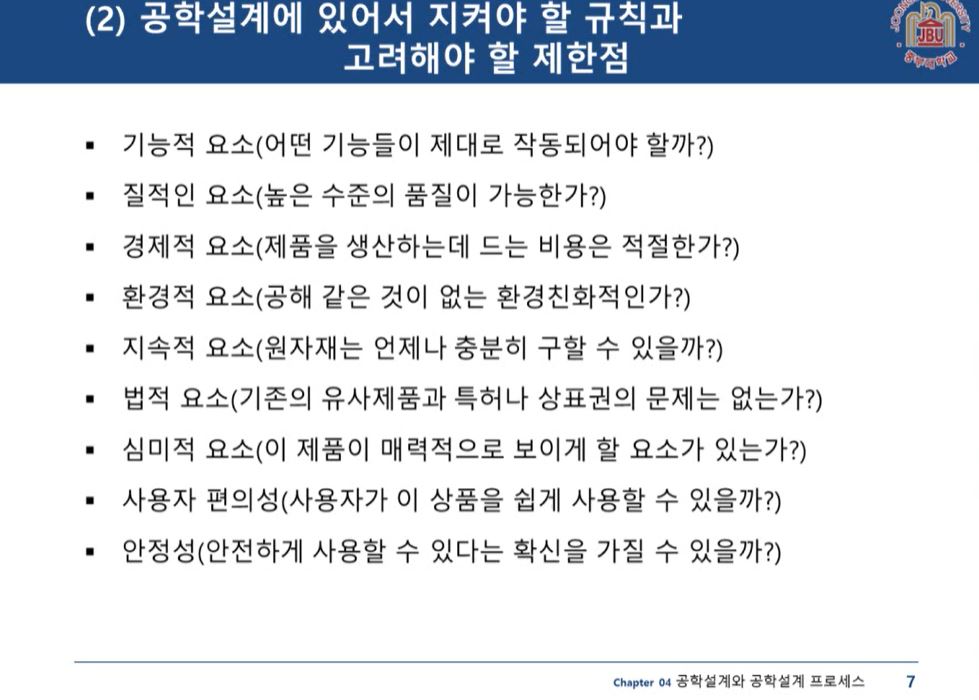 (2) 공학설계에 있어서 지켜야 할 규칙과
고려해야 할 제한점
JBU
중부대학교
▪ 기능적 요소(어떤 기능들이 제대로 작동되어야 할까?)
▪ 질적인 요소(높은 수준의 품질이 가능한가?)
▪ 경제적 요소(제품을 생산하는데 드는 비용은 적절한가?)
▪ 환경적 요소(공해 같은 것이 없는 환경친화적인가?)
▪ 지속적 요소(원자재는 언제나 충분히 구할 수 있을까?)
▪ 법적 요소(기존의 유사제품과 특허나 상표권의 문제는 없는가?)
▪ 심미적 요소(이 제품이 매력적으로 보이게 할 요소가 있는가?)
▪ 사용자 편의성(사용자가 이 상품을 쉽게 사용할 수 있을까?)
▪ 안정성(안전하게 사용할 수 있다는 확신을 가질 수 있을까?)
Chapter 04 공학설계와 공학설계 프로세스 7